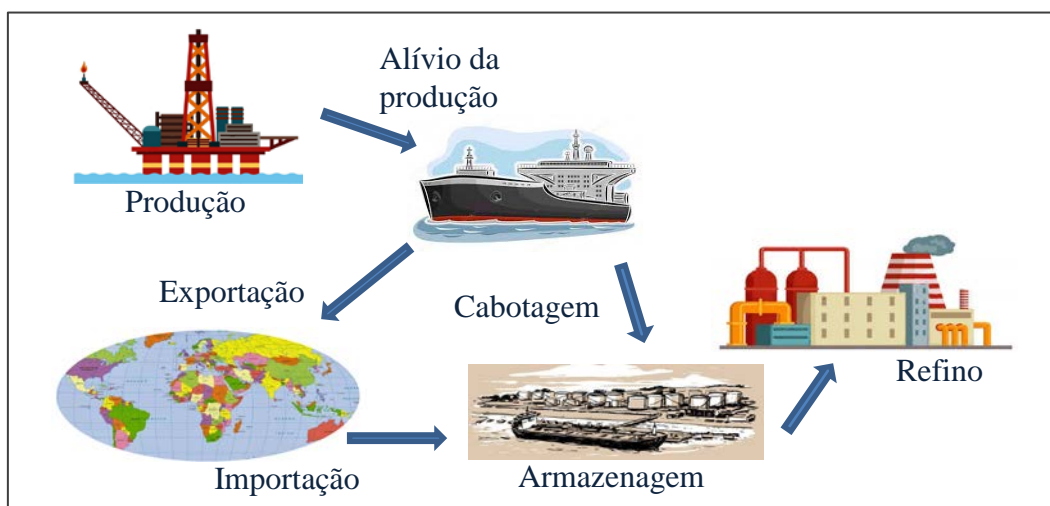 Alívio da
produção
Produção
Exportação
Cabotagem
Refino
Importação
Armazenagem